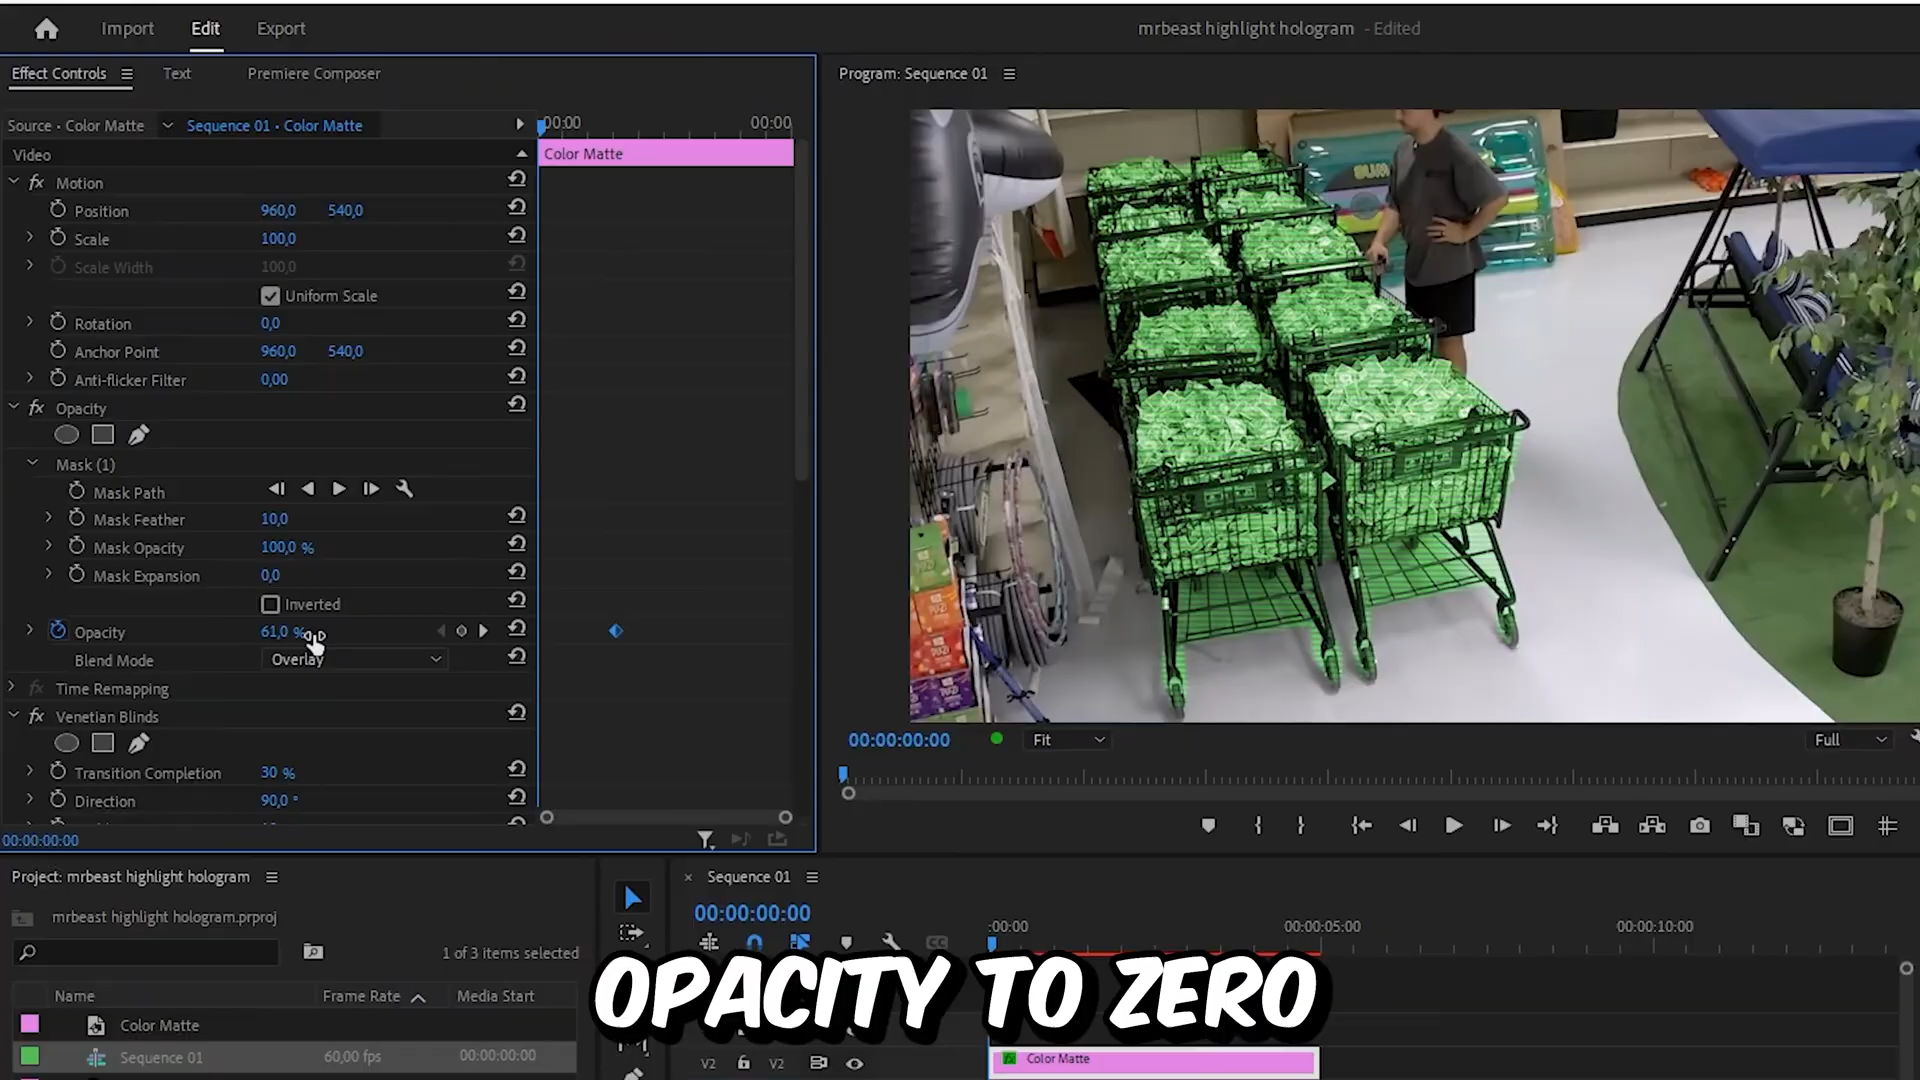 Import Edit Export
mrbeast highlight hologram - Edited
Effect Controls Text Premiere Composer
Source · Color Matte Sequence 01 · Color Matte
:00:00 00:00
Video
Color Matte
Motion
Position 960,0 540,0
Scale 100,0
Scale Width 100,0
Uniform Scale
Rotation 0,0
Anchor Point 960,0 540,0
Anti-flicker Filter 0,00
fx Opacity
Mask (1)
Mask Path
Mask Feather 10,0
Mask Opacity 100,0 %
Mask Expansion 0,0
Inverted
Opacity 61,0 %
Blend Mode Overlay
fx Time Remapping
fx Venetian Blinds
Transition Completion 30 %
Direction 90,0 °
00:00:00:00
Program: Sequence 01
00:00:00:00 Fit Full
Project: mrbeast highlight hologram
mrbeast highlight hologram.prproj
1 of 3 items selected
Name Frame Rate Media Start
Color Matte
Sequence 01 60,00 fps 00:00:00:00
× Sequence 01
00:00:00:00
:00:00 00:00:05:00 00:00:10:00
CC
OPACITY TO ZERO
V2 V2 Color Matte